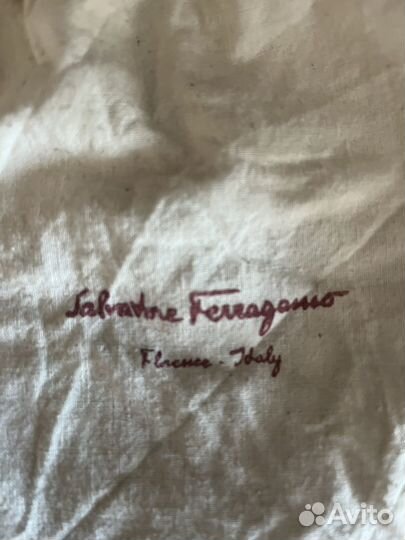 Salvatore Ferragamo
Florence - Italy
Avito